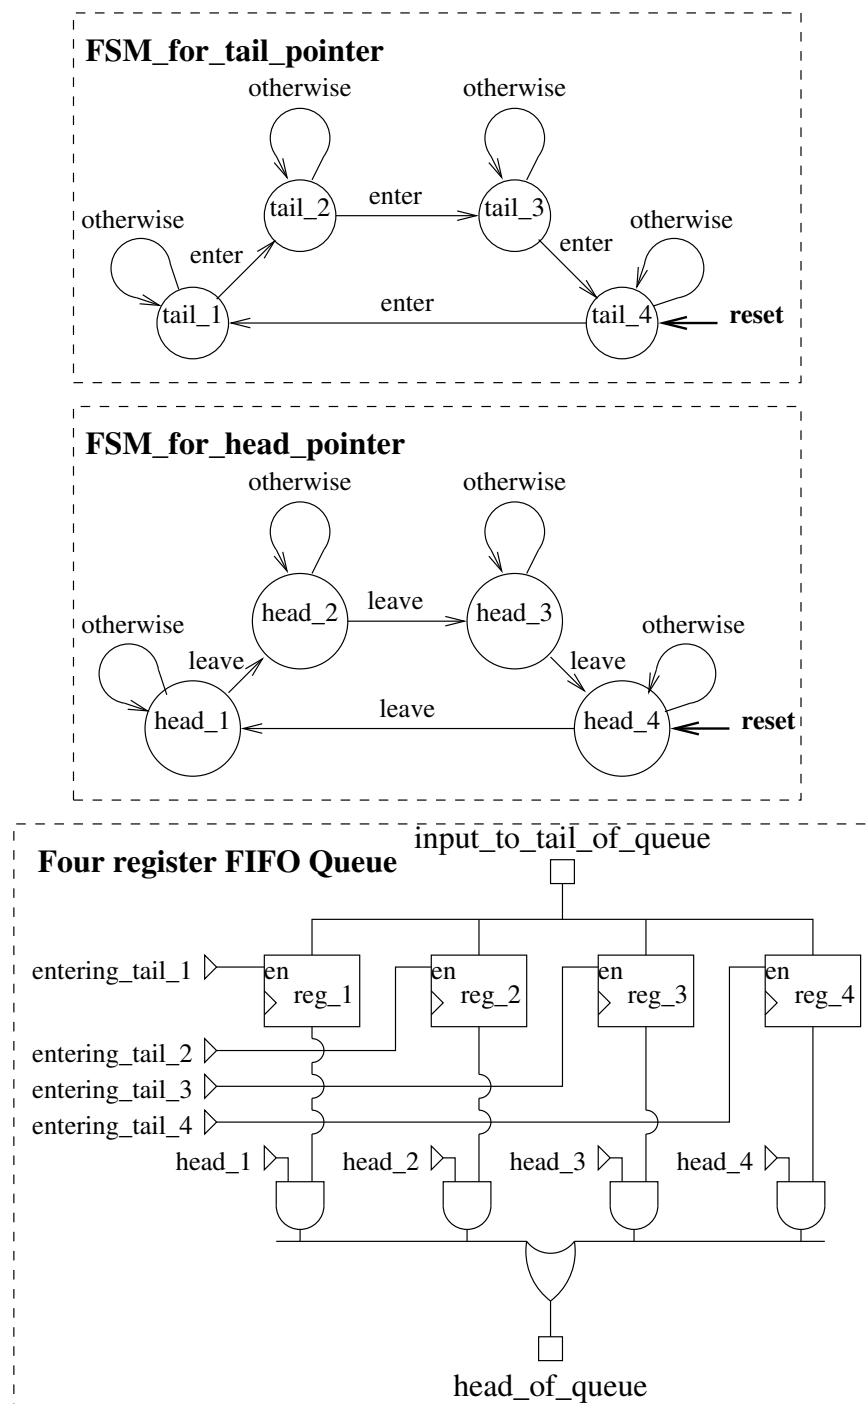 FSM_for_tail_pointer
otherwise
otherwise
tail_2
enter
tail_3
otherwise
otherwise
enter
enter
tail_1
enter
tail_4
reset
FSM_for_head_pointer
otherwise
otherwise
head_2
leave
head_3
otherwise
otherwise
leave
leave
head_1
leave
head_4
reset
input_to_tail_of_queue
Four register FIFO Queue
entering_tail_1
en
reg_1
en
reg_2
en
reg_3
en
reg_4
entering_tail_2
entering_tail_3
entering_tail_4
head_1
head_2
head_3
head_4
head_of_queue